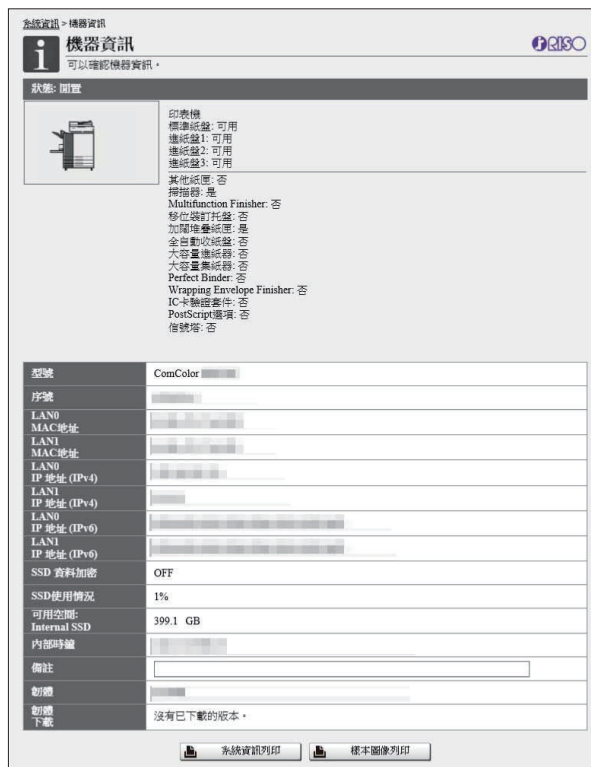 系統資訊 > 機器資訊
i
機器資訊
RISO
可以確認機器資訊。
狀態: 閒置
印表機
標準紙盤: 可用
進紙盤1: 可用
進紙盤2: 可用
進紙盤3: 可用
其他紙匣: 否
掃描器: 是
Multifunction Finisher: 否
移位裝訂托盤: 否
加闊堆疊紙匣: 是
全自動收紙盤: 否
大容量進紙器: 否
大容量集紙器: 否
Perfect Binder: 否
Wrapping Envelope Finisher: 否
IC卡驗證套件: 否
PostScript選項: 否
信號塔: 否
型號 ComColor
序號
LAN0
MAC地址
LAN1
MAC地址
LAN0
IP 地址 (IPv4)
LAN1
IP 地址 (IPv4)
LAN0
IP 地址 (IPv6)
LAN1
IP 地址 (IPv6)
SSD 資料加密 OFF
SSD使用情況 1%
可用空間:
Internal SSD
399.1 GB
內部時鐘
備註
韌體
韌體
下載
沒有已下載的版本。
系統資訊列印 樣本圖像列印